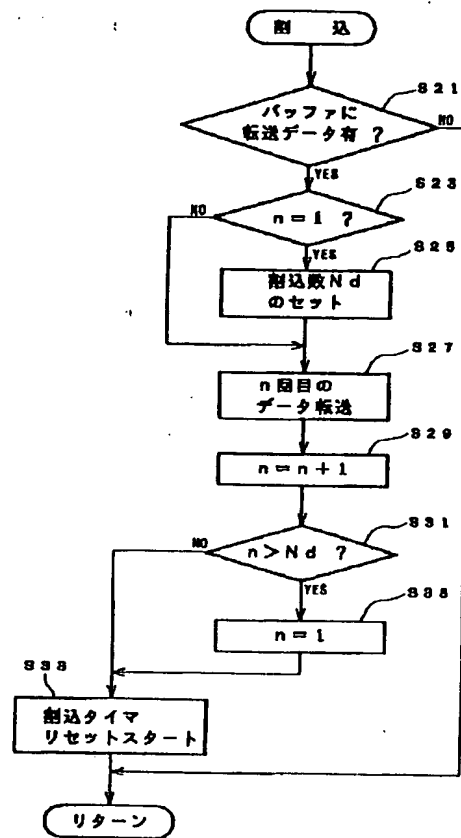 割込
S21
バッファに
転送データ有 ?
NO
YES
S23
n=1 ?
NO
YES
S25
割込数Nd
のセット
S27
n回目の
データ転送
S29
n=n+1
S31
n>Nd ?
NO
YES
S35
n=1
S33
割込タイマ
リセットスタート
リターン